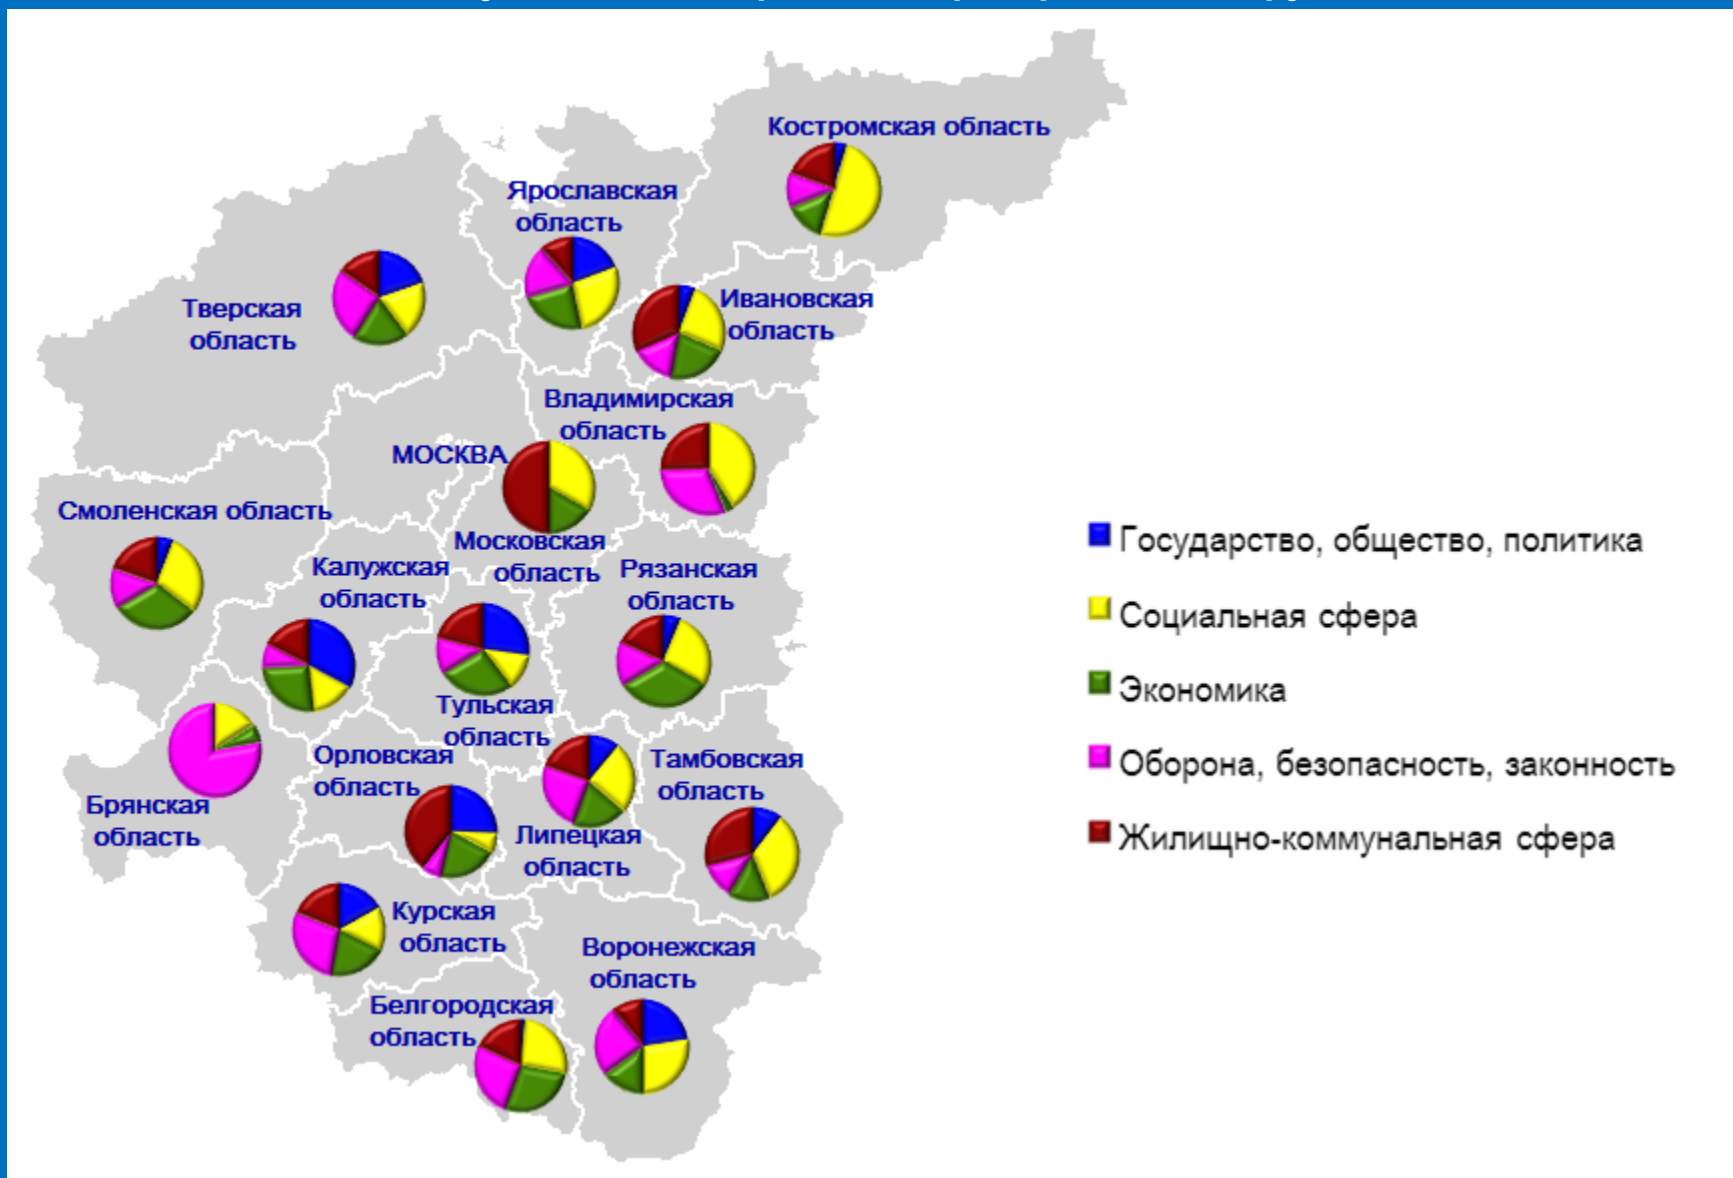 Костромская область
Ярославская
область
Тверская
область
Ивановская
область
Владимирская
область
МОСКВА
Смоленская область
Московская
область
Калужская
область
Рязанская
область
Тульская
область
Орловская
область
Тамбовская
область
Брянская
область
Липецкая
область
Курская
область
Воронежская
область
Белгородская
область
Государство, общество, политика
Социальная сфера
Экономика
Оборона, безопасность, законность
Жилищно-коммунальная сфера